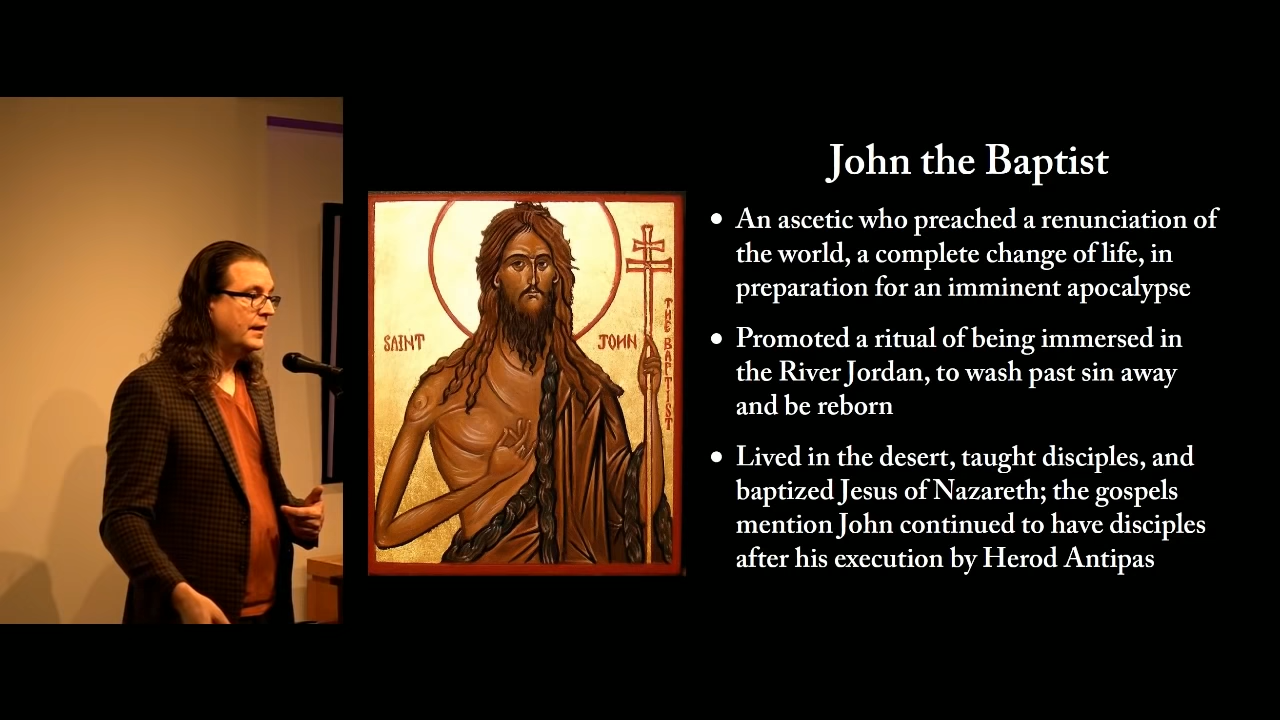 John the Baptist
SAINT
JOHN
THE BAPTIST
• An ascetic who preached a renunciation of
the world, a complete change of life, in
preparation for an imminent apocalypse
• Promoted a ritual of being immersed in
the River Jordan, to wash past sin away
and be reborn
• Lived in the desert, taught disciples, and
baptized Jesus of Nazareth; the gospels
mention John continued to have disciples
after his execution by Herod Antipas